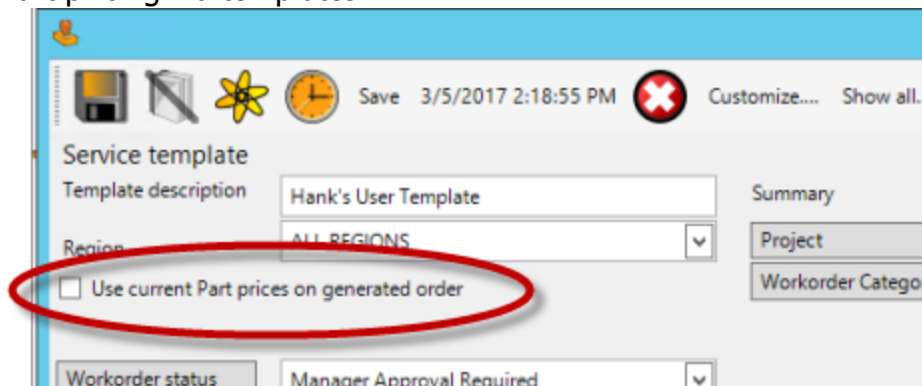 Save 3/5/2017 2:18:55 PM Customize.... Show all.
Service template
Template description Hank's User Template Summary
Region ALL REGIONS Project
Use current Part prices on generated order Workorder Catego
Workorder status Manager Approval Required